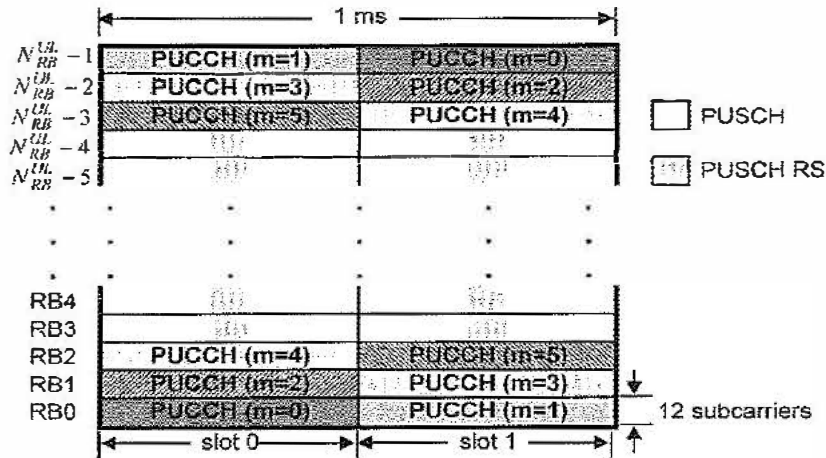 1 ms
N_RB^UL − 1 PUCCH (m=1) PUCCH (m=0)
N_RB^UL − 2 PUCCH (m=3) PUCCH (m=2)
N_RB^UL − 3 PUCCH (m=5) PUCCH (m=4) PUSCH
N_RB^UL − 4
N_RB^UL − 5 PUSCH RS
RB4
RB3
RB2 PUCCH (m=4) PUCCH (m=5)
RB1 PUCCH (m=2) PUCCH (m=3)
RB0 PUCCH (m=0) PUCCH (m=1) 12 subcarriers
slot 0 slot 1